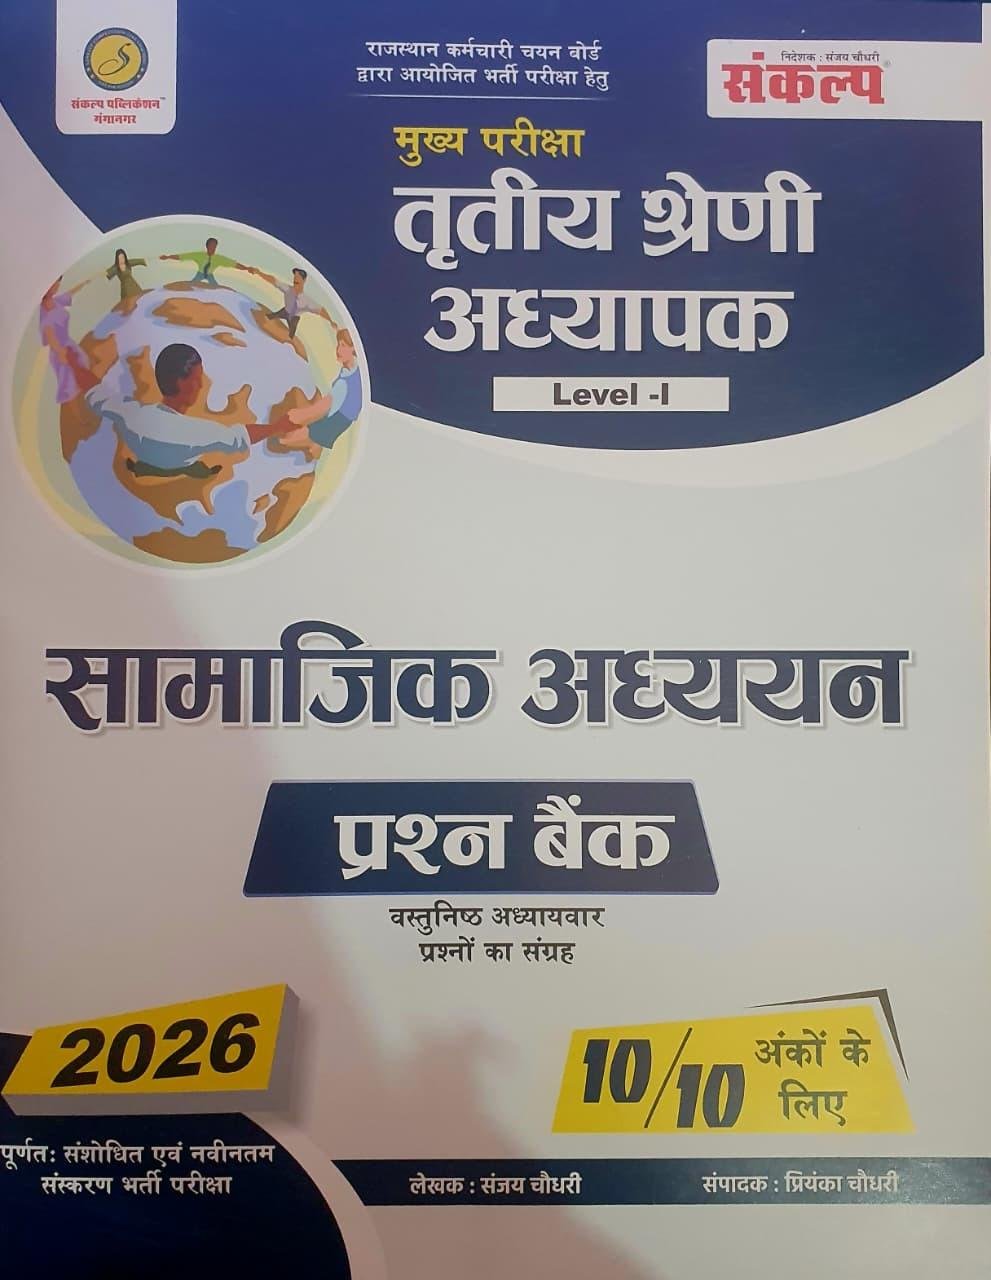 राजस्थान कर्मचारी चयन बोर्ड
द्वारा आयोजित भर्ती परीक्षा हेतु
निदेशक : संजय चौधरी
संकल्प®
संकल्प पब्लिकेशन™
गंगानगर
मुख्य परीक्षा
तृतीय श्रेणी
अध्यापक
Level -I
सामाजिक अध्ययन
प्रश्न बैंक
वस्तुनिष्ठ अध्यायवार
प्रश्नों का संग्रह
2026
10/10 अंकों के
लिए
पूर्णत: संशोधित एवं नवीनतम
संस्करण भर्ती परीक्षा
लेखक : संजय चौधरी
संपादक : प्रियंका चौधरी